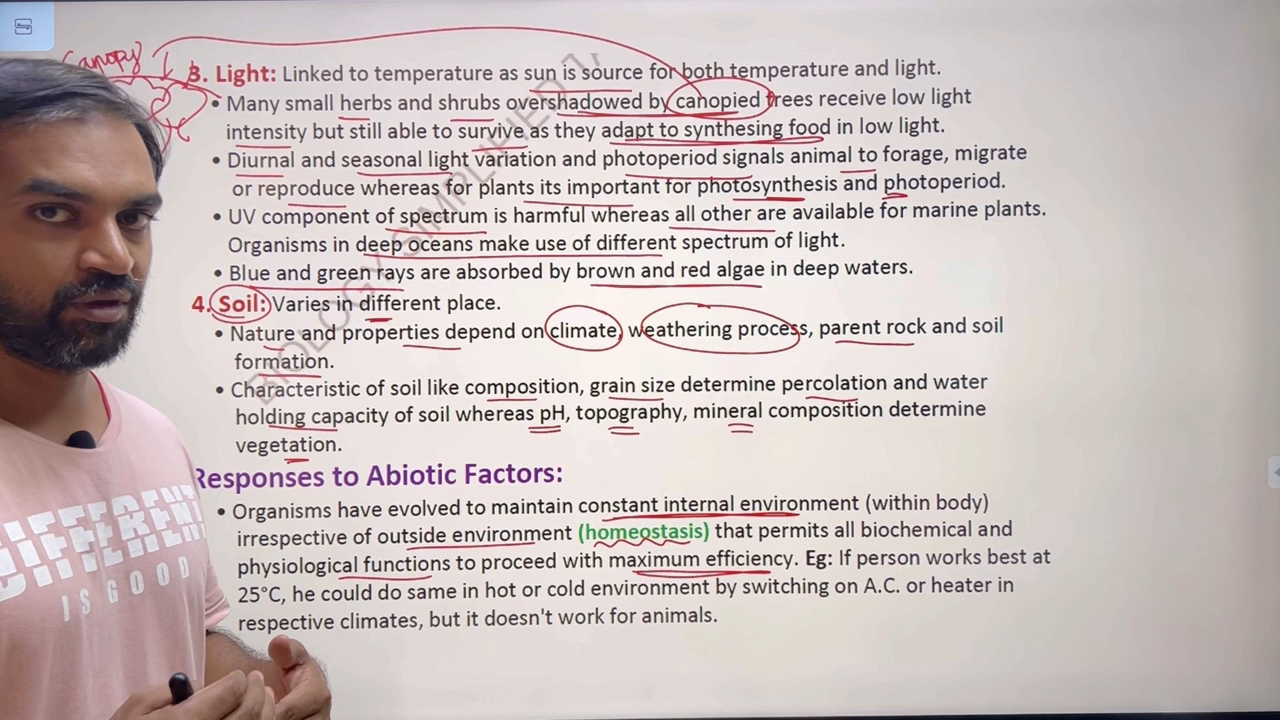 Canopy
3. Light: Linked to temperature as sun is source for both temperature and light.
• Many small herbs and shrubs overshadowed by canopied trees receive low light
intensity but still able to survive as they adapt to synthesing food in low light.
• Diurnal and seasonal light variation and photoperiod signals animal to forage, migrate
or reproduce whereas for plants its important for photosynthesis and photoperiod.
• UV component of spectrum is harmful whereas all other are available for marine plants.
Organisms in deep oceans make use of different spectrum of light.
• Blue and green rays are absorbed by brown and red algae in deep waters.
4. Soil: Varies in different place.
• Nature and properties depend on climate, weathering process, parent rock and soil
formation.
• Characteristic of soil like composition, grain size determine percolation and water
holding capacity of soil whereas pH, topography, mineral composition determine
vegetation.
Responses to Abiotic Factors:
• Organisms have evolved to maintain constant internal environment (within body)
irrespective of outside environment (homeostasis) that permits all biochemical and
physiological functions to proceed with maximum efficiency. Eg: If person works best at
25°C, he could do same in hot or cold environment by switching on A.C. or heater in
respective climates, but it doesn't work for animals.
BIOLOGY SIMPLIFIED
DIFFERENT
IS GOOD